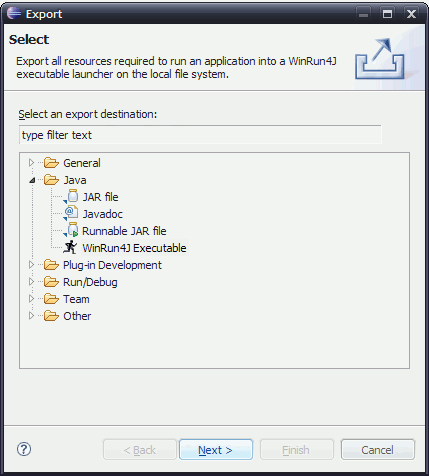 Export
Select
Export all resources required to run an application into a WinRun4J
executable launcher on the local file system.
Select an export destination:
type filter text
General
Java
JAR file
Javadoc
Runnable JAR file
WinRun4J Executable
Plug-in Development
Run/Debug
Team
Other
? < Back Next > Finish Cancel